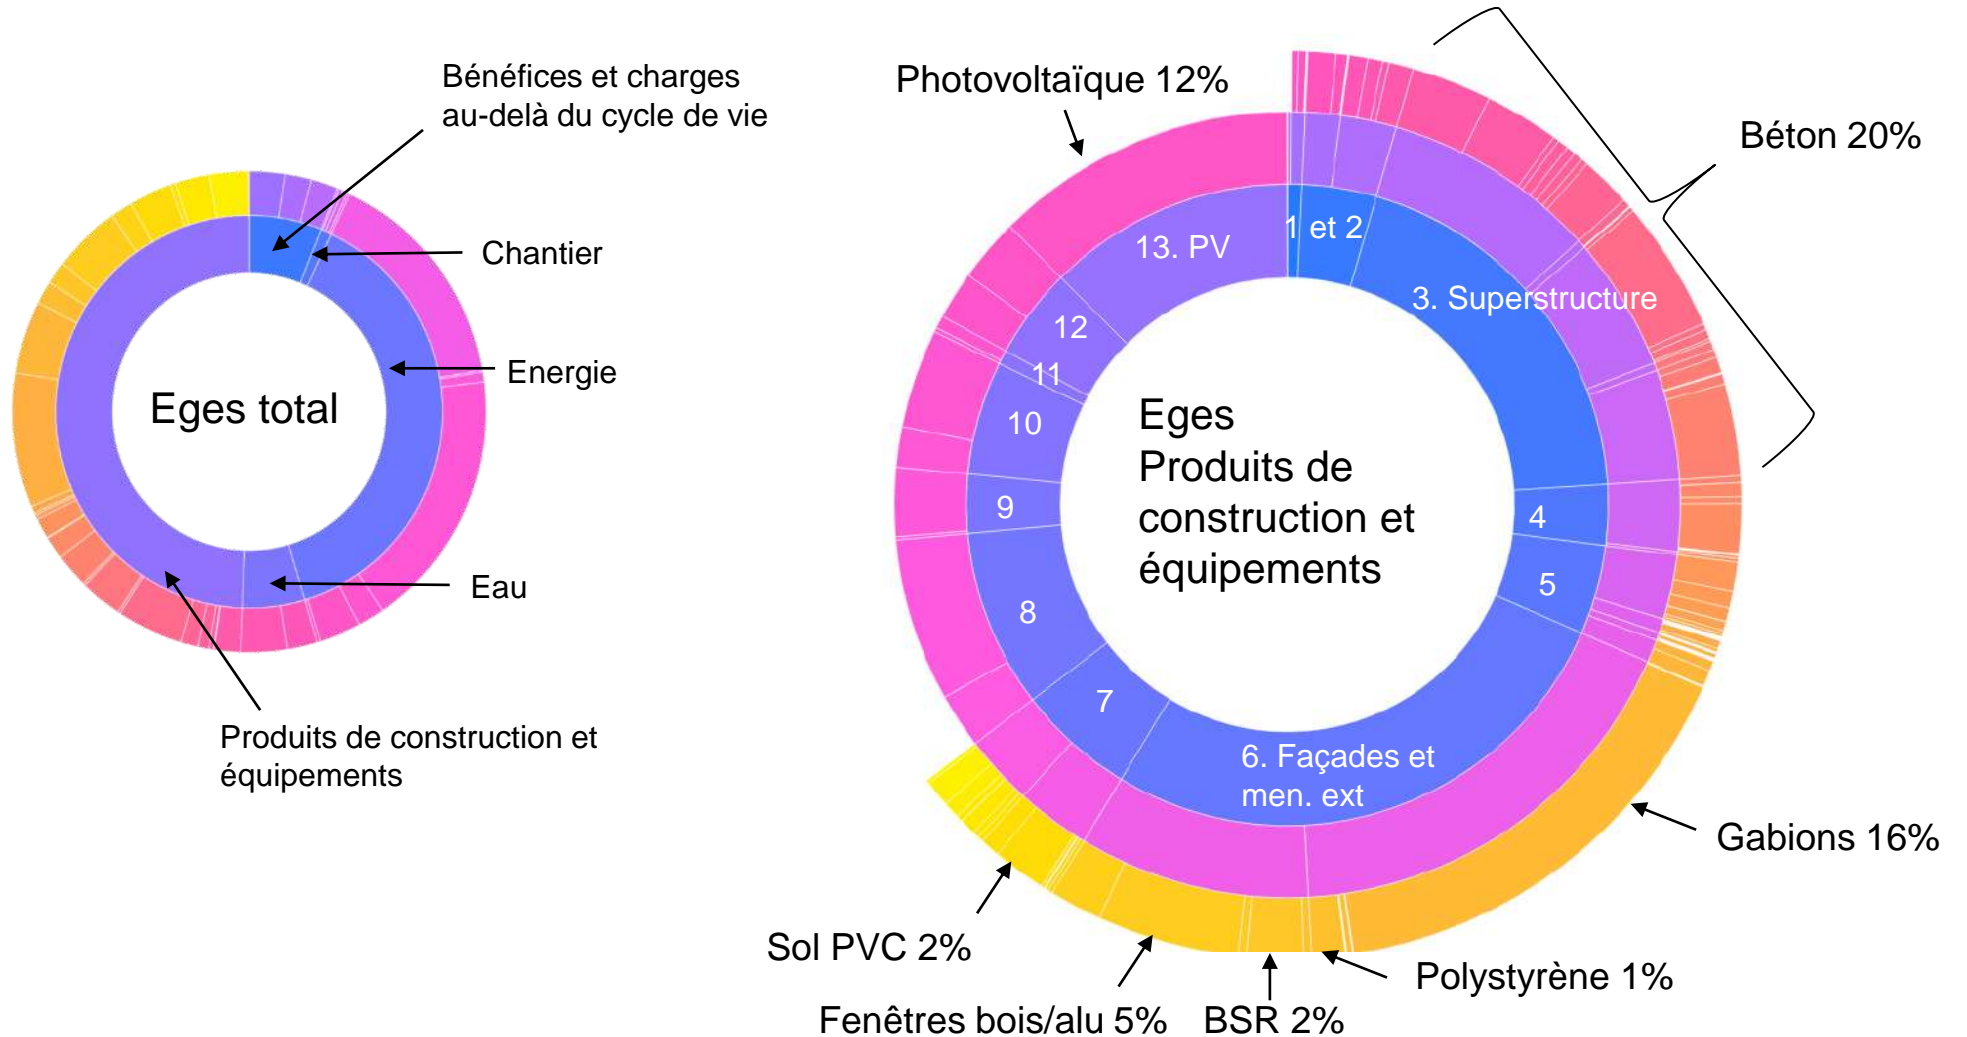 Bénéfices et charges
au-delà du cycle de vie
Chantier
Energie
Eges total
Eau
Produits de construction et
équipements
Photovoltaïque 12%
Béton 20%
1 et 2
13. PV
3. Superstructure
12
11
10
9
8
7
4
5
6. Façades et
men. ext
Eges
Produits de
construction et
équipements
Gabions 16%
Sol PVC 2%
Polystyrène 1%
Fenêtres bois/alu 5%
BSR 2%